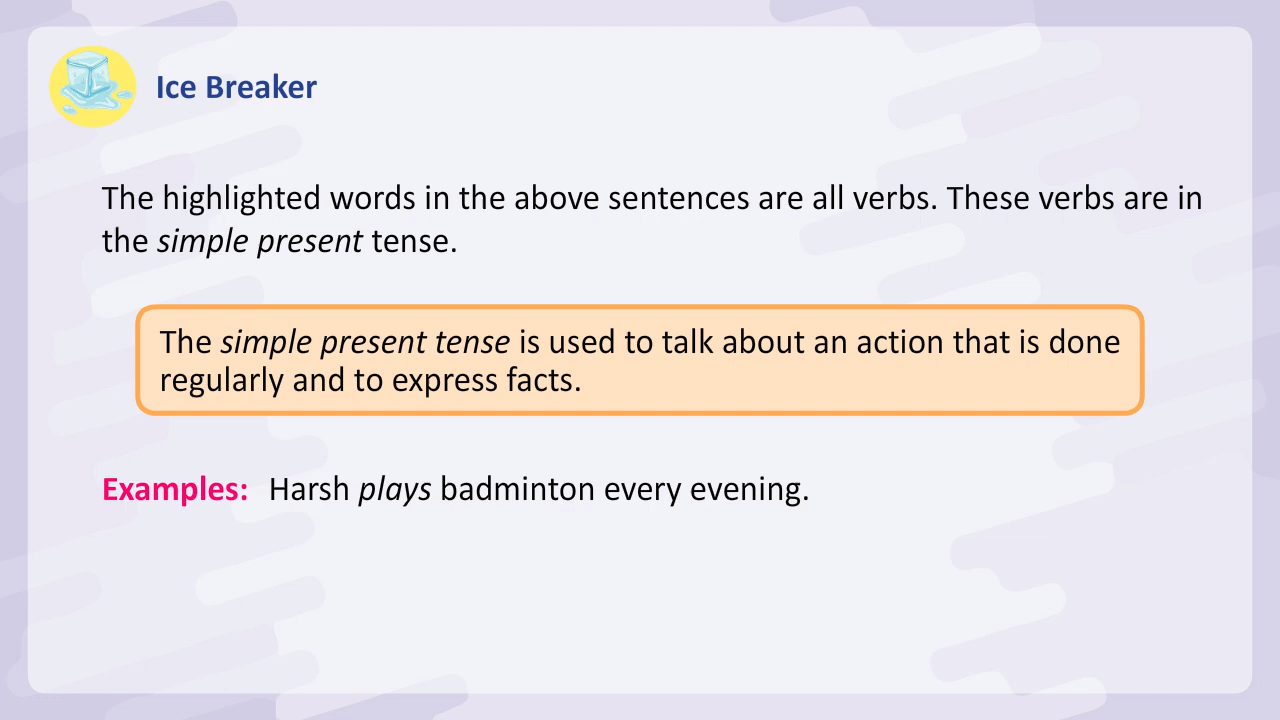 Ice Breaker
The highlighted words in the above sentences are all verbs. These verbs are in
the simple present tense.
The simple present tense is used to talk about an action that is done
regularly and to express facts.
Examples: Harsh plays badminton every evening.